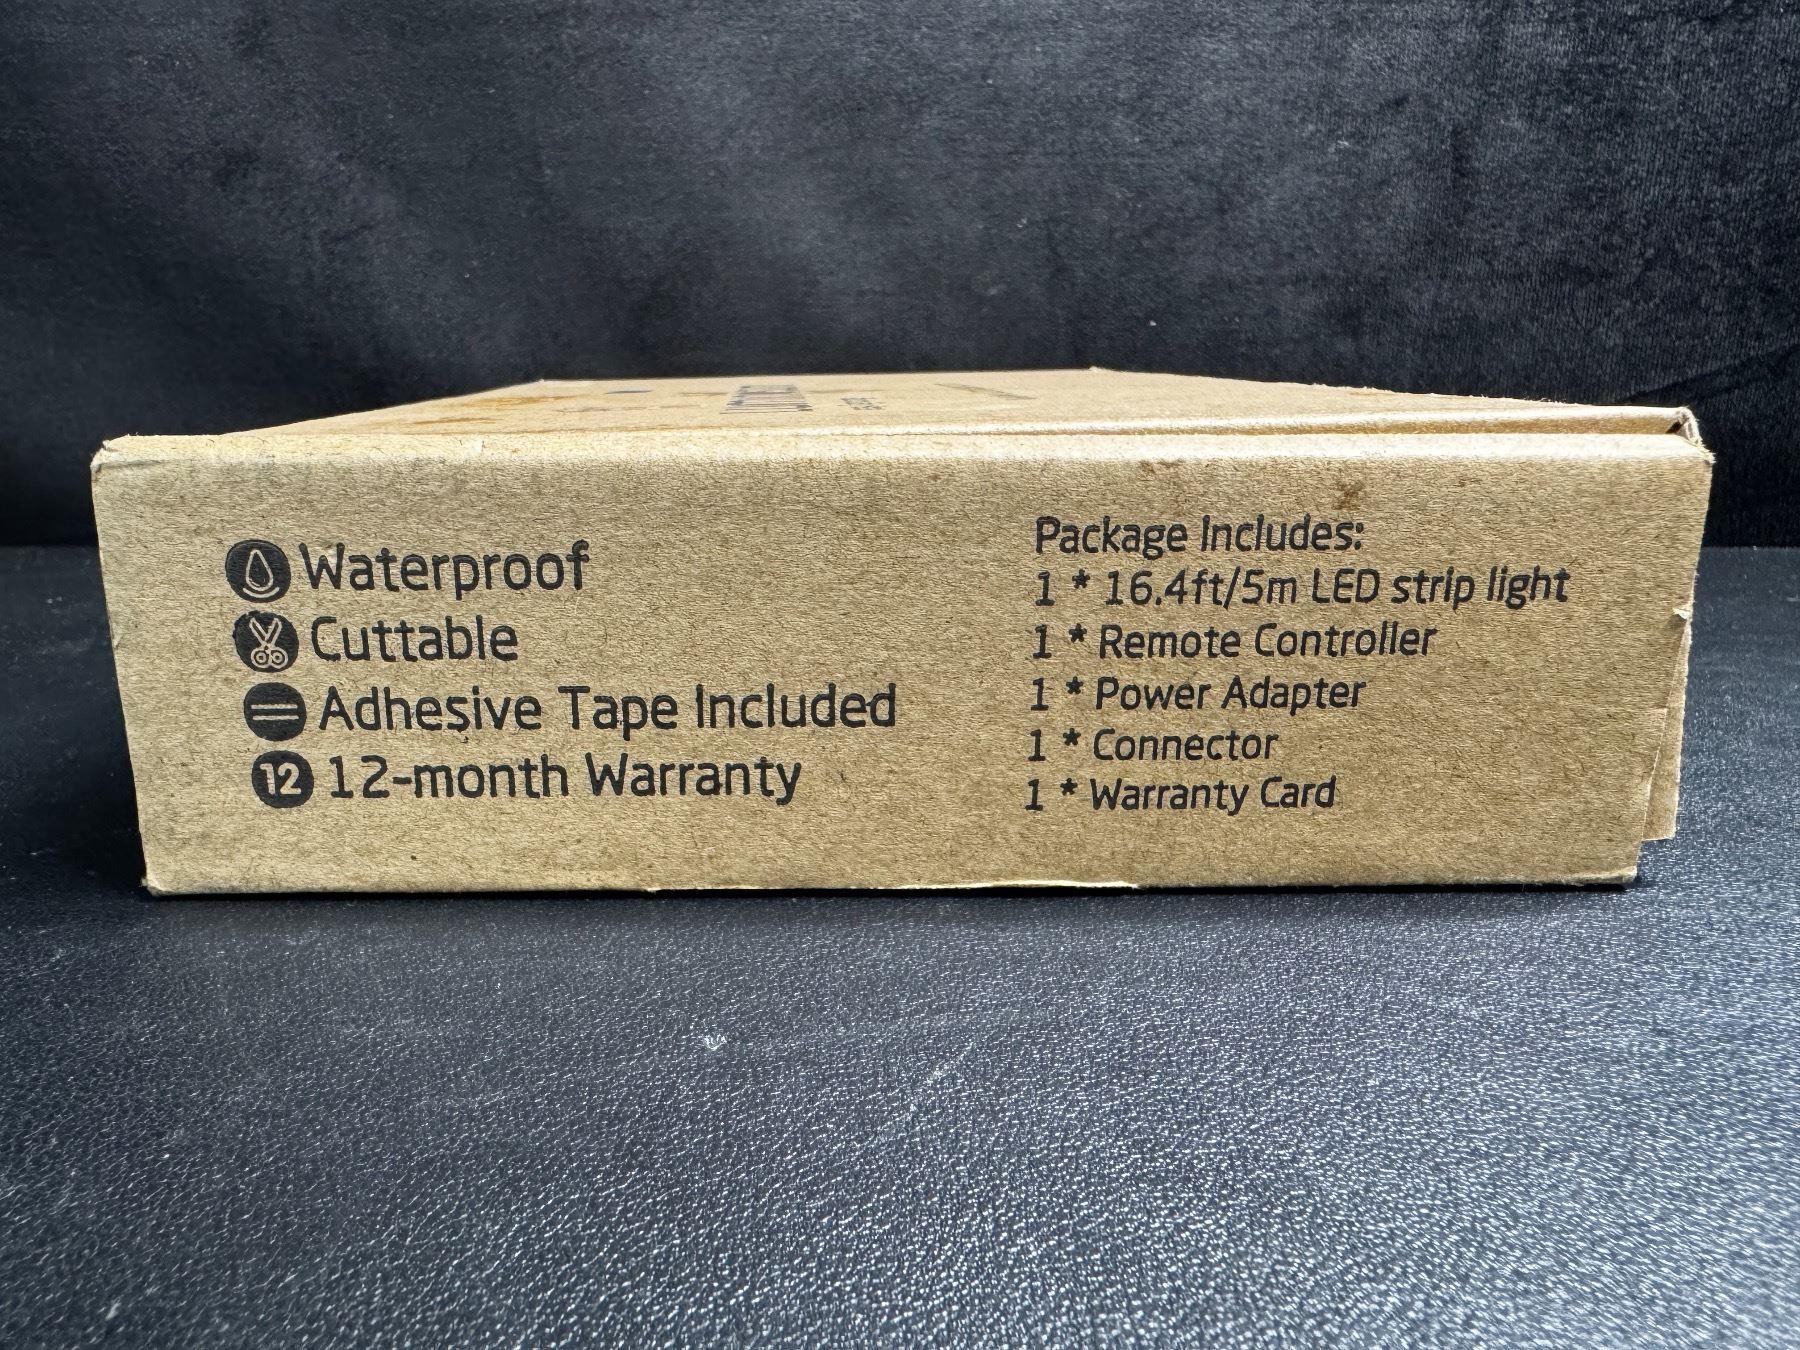 Waterproof
Cuttable
Adhesive Tape Included
12 12-month Warranty
Package Includes:
1 * 16.4ft/5m LED strip light
1 * Remote Controller
1 * Power Adapter
1 * Connector
1 * Warranty Card